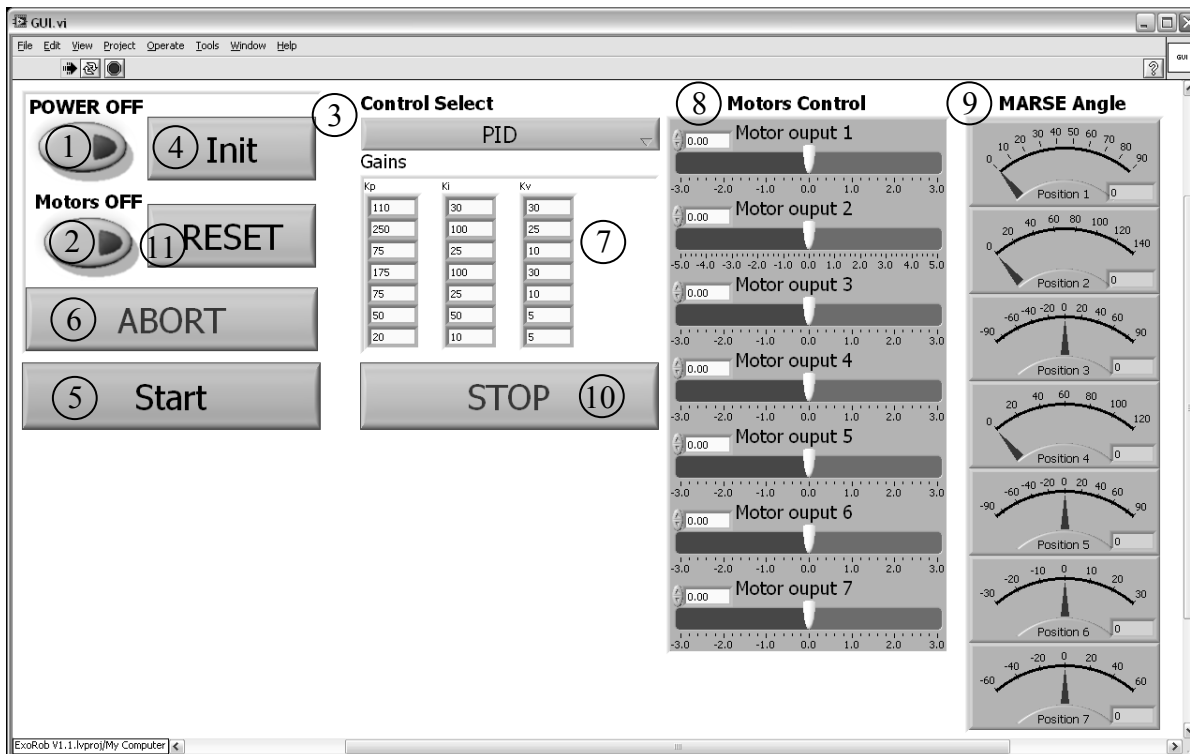 GUI.vi
File Edit View Project Operate Tools Window Help
GUI
?
POWER OFF
1
4 Init
Motors OFF
2
11 RESET
6 ABORT
5 Start
3 Control Select
PID
Gains
Kp Ki Kv
110 30 30
250 100 25
75 25 10
175 100 30
75 25 10
50 50 5
20 10 5
7
STOP 10
8 Motors Control
0.00 Motor ouput 1
-3.0 -2.0 -1.0 0.0 1.0 2.0 3.0
0.00 Motor ouput 2
-5.0 -4.0 -3.0 -2.0 -1.0 0.0 1.0 2.0 3.0 4.0 5.0
0.00 Motor ouput 3
-3.0 -2.0 -1.0 0.0 1.0 2.0 3.0
0.00 Motor ouput 4
-3.0 -2.0 -1.0 0.0 1.0 2.0 3.0
0.00 Motor ouput 5
-3.0 -2.0 -1.0 0.0 1.0 2.0 3.0
0.00 Motor ouput 6
-3.0 -2.0 -1.0 0.0 1.0 2.0 3.0
0.00 Motor ouput 7
-3.0 -2.0 -1.0 0.0 1.0 2.0 3.0
9 MARSE Angle
0 10 20 30 40 50 60 70 80 90
Position 1 0
0 20 40 60 80 100 120 140
Position 2 0
-90 -60 -40 -20 0 20 40 60 90
Position 3 0
0 20 40 60 80 100 120
Position 4 0
-90 -60 -40 -20 0 20 40 60 90
Position 5 0
-30 -20 -10 0 10 20 30
Position 6 0
-60 -40 -20 0 20 40 60
Position 7 0
ExoRob V1.1.lvproj/My Computer